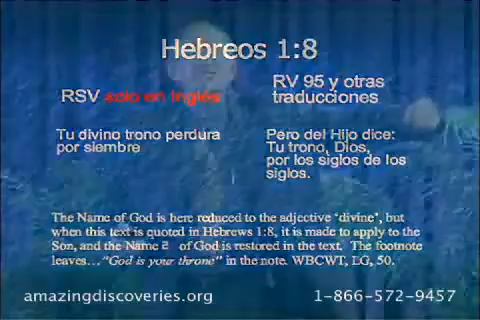 Hebreos 1:8
RSV solo en Inglés
Tu divino trono perdura
por siembre
RV 95 y otras
traducciones
Pero del Hijo dice:
Tu trono, Dios,
por los siglos de los
siglos.
The Name of God is here reduced to the adjective ‘divine’, but
when this text is quoted in Hebrews 1:8, it is made to apply to the
Son, and the Name of God is restored in the text. The footnote
leaves…“God is your throne” in the note. WBCWT, LG, 50.
amazingdiscoveries.org
1-866-572-9457